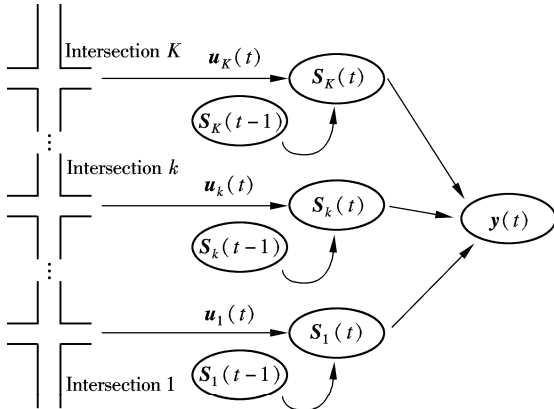 Intersection K
u_K(t)
S_K(t)
S_K(t−1)
⋮
Intersection k
u_k(t)
S_k(t)
y(t)
S_k(t−1)
⋮
u_1(t)
S_1(t)
S_1(t−1)
Intersection 1